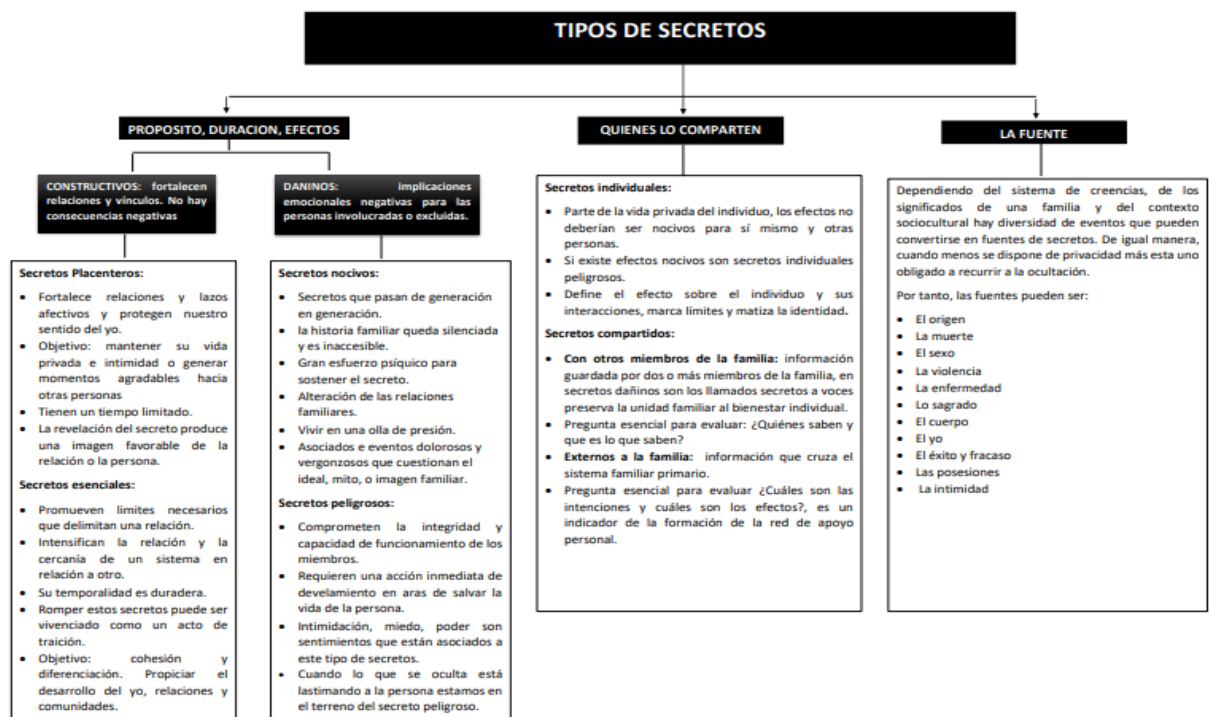 TIPOS DE SECRETOS
PROPOSITO, DURACION, EFECTOS
CONSTRUCTIVOS: fortalecen
relaciones y vínculos. No hay
consecuencias negativas
DANINOS: implicaciones
emocionales negativas para las
personas involucradas o excluidas.
Secretos Placenteros:
• Fortalece relaciones y lazos
afectivos y protegen nuestro
sentido del yo.
• Objetivo: mantener su vida
privada e intimidad o generar
momentos agradables hacia
otras personas
• Tienen un tiempo limitado.
• La revelación del secreto produce
una imagen favorable de la
relación o la persona.
Secretos esenciales:
• Promueven limites necesarios
que delimitan una relación.
• Intensifican la relación y la
cercanía de un sistema en
relación a otro.
• Su temporalidad es duradera.
• Romper estos secretos puede ser
vivenciado como un acto de
traición.
• Objetivo: cohesión y
diferenciación. Propiciar el
desarrollo del yo, relaciones y
comunidades.
Secretos nocivos:
• Secretos que pasan de generación
en generación.
• la historia familiar queda silenciada
y es inaccesible.
• Gran esfuerzo psíquico para
sostener el secreto.
• Alteración de las relaciones
familiares.
• Vivir en una olla de presión.
• Asociados e eventos dolorosos y
vergonzosos que cuestionan el
ideal, mito, o imagen familiar.
Secretos peligrosos:
• Comprometen la integridad y
capacidad de funcionamiento de los
miembros.
• Requieren una acción inmediata de
develamiento en aras de salvar la
vida de la persona.
• Intimidación, miedo, poder son
sentimientos que están asociados a
este tipo de secretos.
• Cuando lo que se oculta está
lastimando a la persona estamos en
el terreno del secreto peligroso.
QUIENES LO COMPARTEN
Secretos individuales:
• Parte de la vida privada del individuo, los efectos no
deberían ser nocivos para sí mismo y otras
personas.
• Si existe efectos nocivos son secretos individuales
peligrosos.
• Define el efecto sobre el individuo y sus
interacciones, marca límites y matiza la identidad.
Secretos compartidos:
• Con otros miembros de la familia: información
guardada por dos o más miembros de la familia, en
secretos dañinos son los llamados secretos a voces
preserva la unidad familiar al bienestar individual.
• Pregunta esencial para evaluar: ¿Quiénes saben y
que es lo que saben?
• Externos a la familia: información que cruza el
sistema familiar primario.
• Pregunta esencial para evaluar ¿Cuáles son las
intenciones y cuáles son los efectos?, es un
indicador de la formación de la red de apoyo
personal.
LA FUENTE
Dependiendo del sistema de creencias, de los
significados de una familia y del contexto
sociocultural hay diversidad de eventos que pueden
convertirse en fuentes de secretos. De igual manera,
cuando menos se dispone de privacidad más esta uno
obligado a recurrir a la ocultación.
Por tanto, las fuentes pueden ser:
• El origen
• La muerte
• El sexo
• La violencia
• La enfermedad
• Lo sagrado
• El cuerpo
• El yo
• El éxito y fracaso
• Las posesiones
• La intimidad